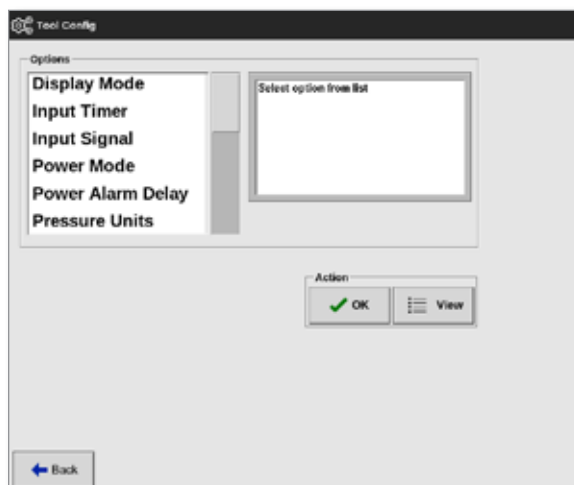 Tool Config
Options
Display Mode
Input Timer
Input Signal
Power Mode
Power Alarm Delay
Pressure Units
Select option from list
Action
OK
View
Back